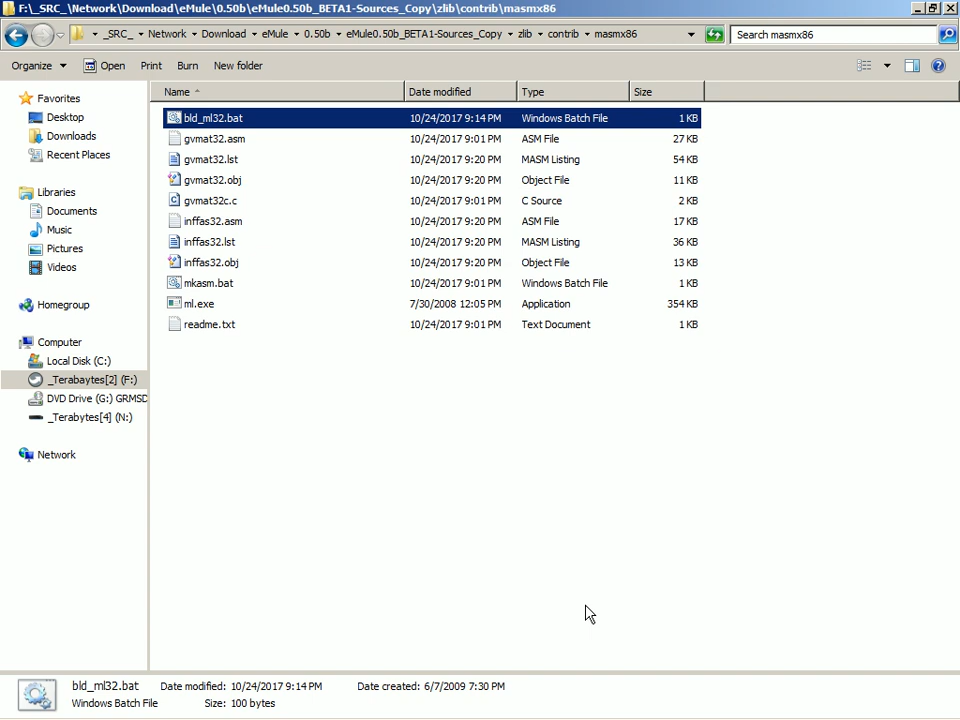 F:\_SRC_\Network\Download\eMule\0.50b\eMule0.50b_BETA1-Sources_Copy\zlib\contrib\masmx86
_SRC_ Network Download eMule 0.50b eMule0.50b_BETA1-Sources_Copy zlib contrib masmx86 Search masmx86
Organize Open Print Burn New folder
Name Date modified Type Size
Favorites
Desktop
Downloads
Recent Places
Libraries
Documents
Music
Pictures
Videos
Homegroup
Computer
Local Disk (C:)
_Terabaytes[2] (F:)
DVD Drive (G:) GRMSD
_Terabytes[4] (N:)
Network
bld_ml32.bat 10/24/2017 9:14 PM Windows Batch File 1 KB
gvmat32.asm 10/24/2017 9:01 PM ASM File 27 KB
gvmat32.lst 10/24/2017 9:20 PM MASM Listing 54 KB
gvmat32.obj 10/24/2017 9:20 PM Object File 11 KB
gvmat32c.c 10/24/2017 9:01 PM C Source 2 KB
inffas32.asm 10/24/2017 9:20 PM ASM File 17 KB
inffas32.lst 10/24/2017 9:20 PM MASM Listing 36 KB
inffas32.obj 10/24/2017 9:20 PM Object File 13 KB
mkasm.bat 10/24/2017 9:01 PM Windows Batch File 1 KB
ml.exe 7/30/2008 12:05 PM Application 354 KB
readme.txt 10/24/2017 9:01 PM Text Document 1 KB
bld_ml32.bat Date modified: 10/24/2017 9:14 PM Date created: 6/7/2009 7:30 PM
Windows Batch File Size: 100 bytes